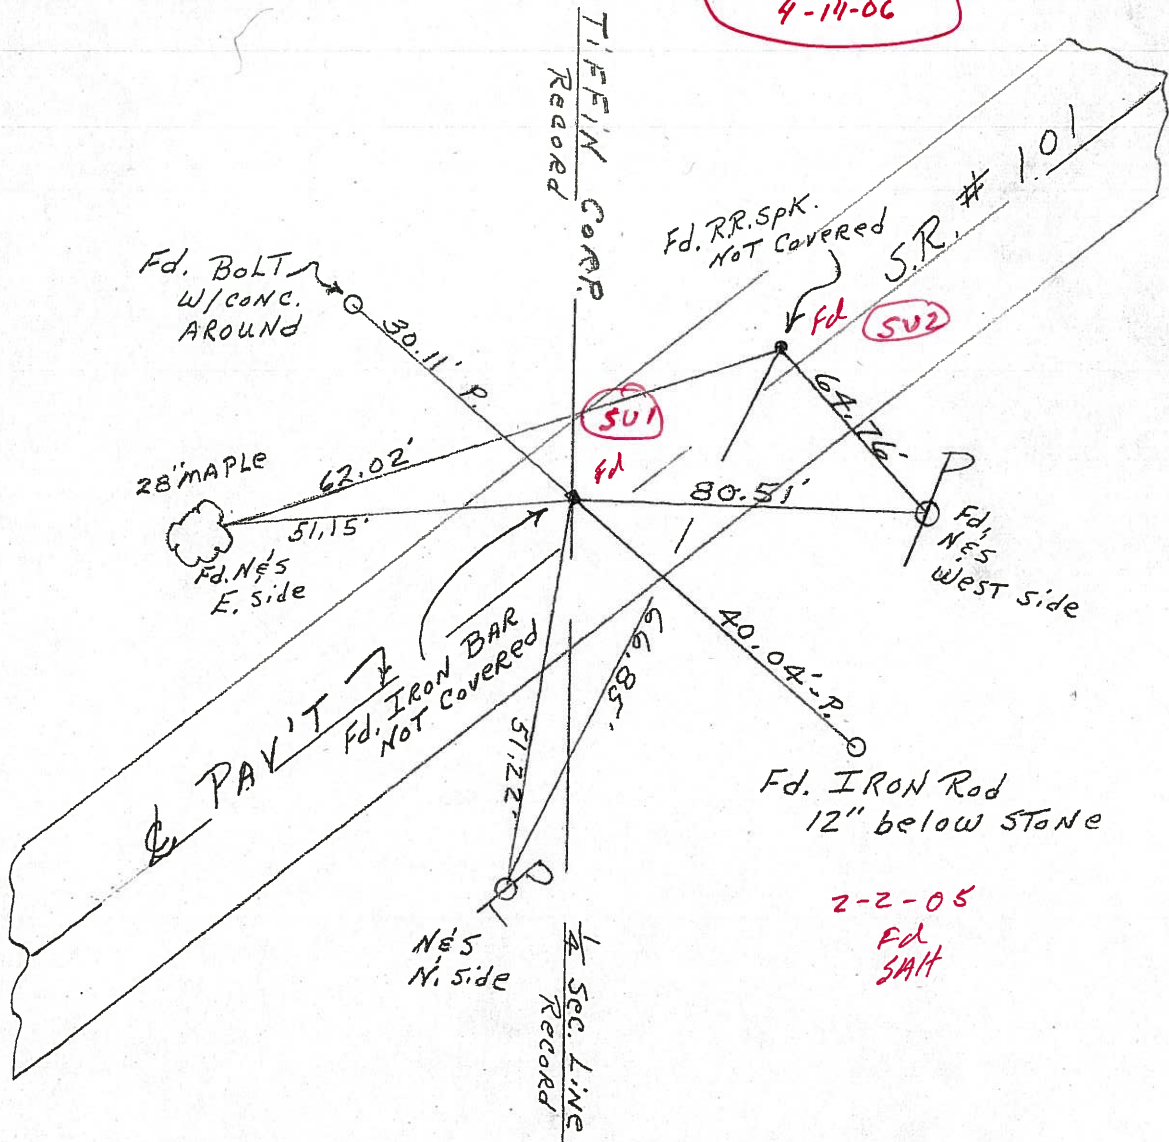 4-14-06
TIFFIN CORP.
Record
Fd. R.R. SPK.
NOT Covered
S.R. # 101
Fd. BOLT
W/CONC.
AROUND
30.11' P.
Fd
SU2
SU1
Fd
64.76'
28" MAPLE
62.02'
51.15'
80.51'
Fd. N&S
E. Side
Fd,
N&S
WEST side
Fd. IRON BAR
NOT Covered
℄ PAV'T
51.22'
66.85'
40.04'-P.
Fd. IRON Rod
12" below STONE
2-2-05
Fd
SAH
N&S
N. Side
1/4 Sec. LINE
Record